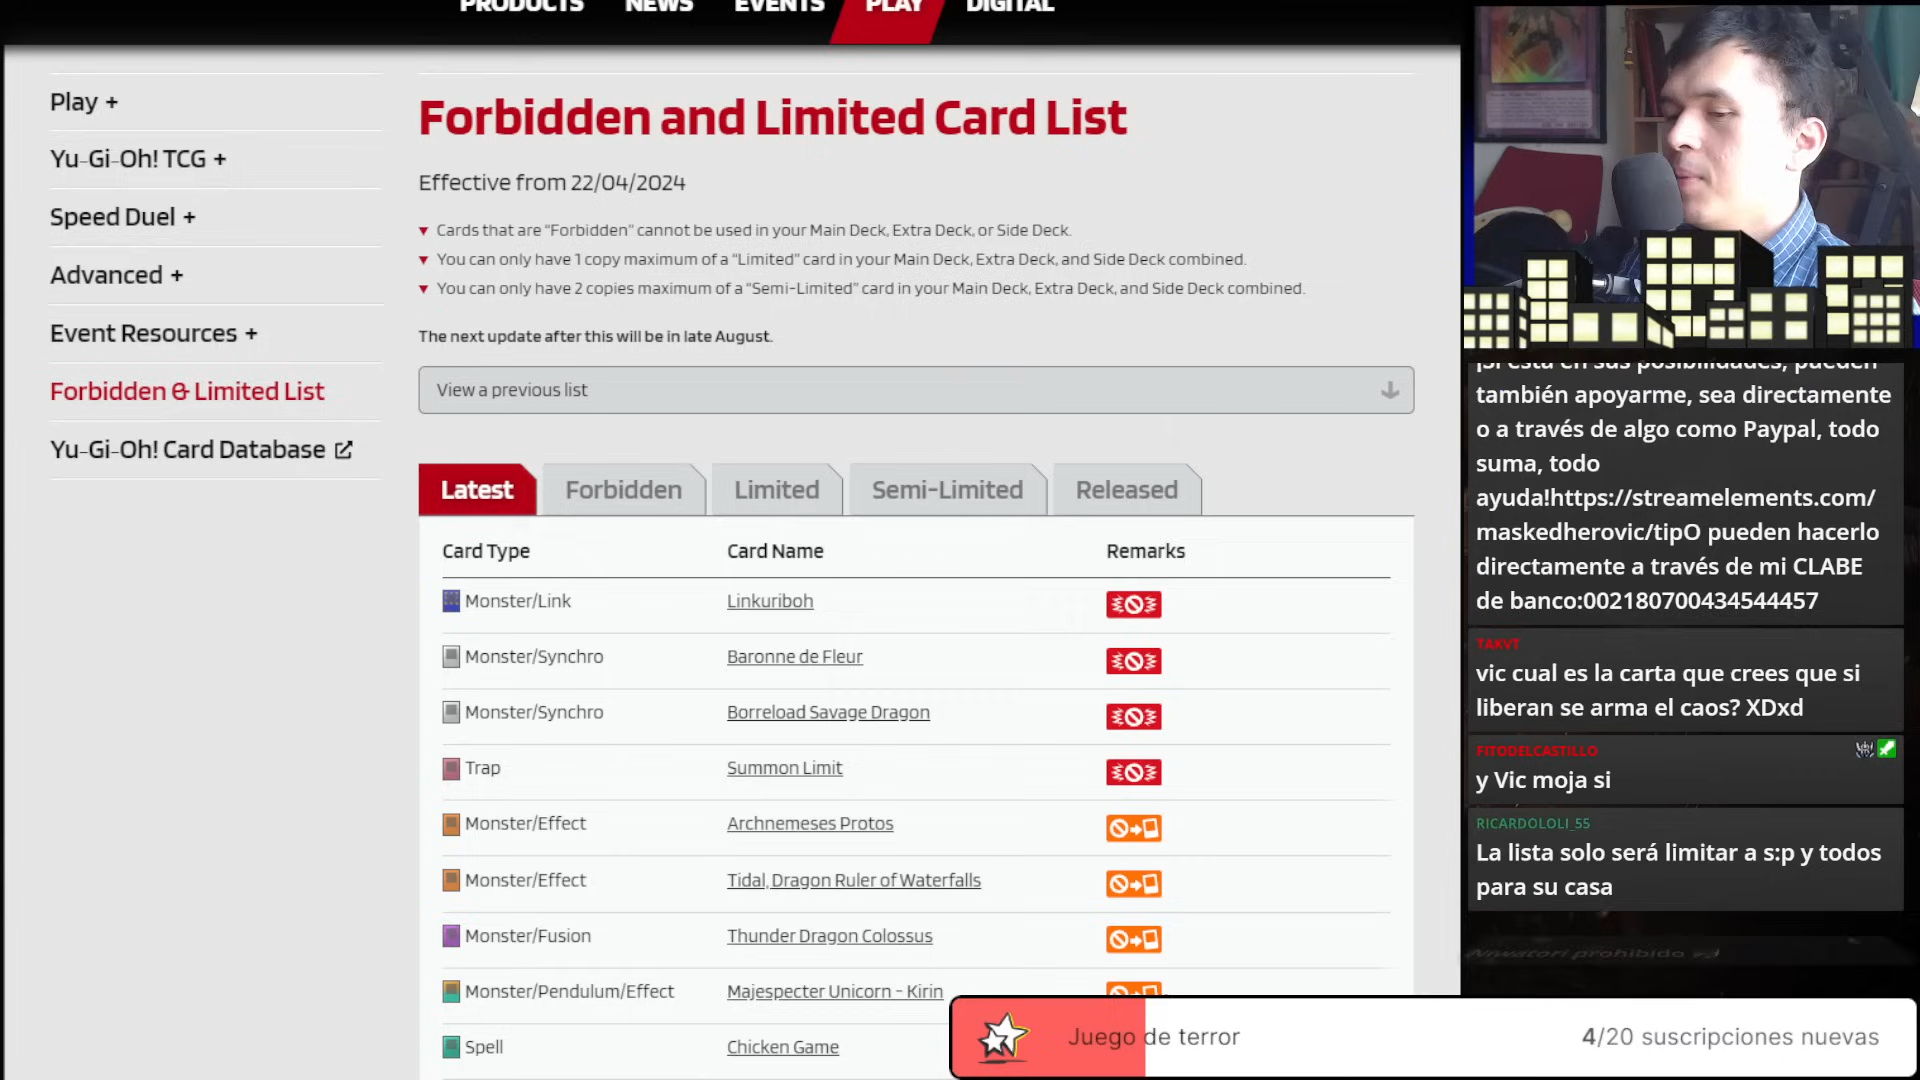 PRODUCTS NEWS EVENTS PLAY DIGITAL
Play +
Yu-Gi-Oh! TCG +
Speed Duel +
Advanced +
Event Resources +
Forbidden & Limited List
Yu-Gi-Oh! Card Database
Forbidden and Limited Card List
Effective from 22/04/2024
Cards that are "Forbidden" cannot be used in your Main Deck, Extra Deck, or Side Deck.
You can only have 1 copy maximum of a "Limited" card in your Main Deck, Extra Deck, and Side Deck combined.
You can only have 2 copies maximum of a "Semi-Limited" card in your Main Deck, Extra Deck, and Side Deck combined.
The next update after this will be in late August.
View a previous list
Latest Forbidden Limited Semi-Limited Released
Card Type Card Name Remarks
Monster/Link Linkuriboh
Monster/Synchro Baronne de Fleur
Monster/Synchro Borreload Savage Dragon
Trap Summon Limit
Monster/Effect Archnemeses Protos
Monster/Effect Tidal, Dragon Ruler of Waterfalls
Monster/Fusion Thunder Dragon Colossus
Monster/Pendulum/Effect Majespecter Unicorn - Kirin
Spell Chicken Game
¡Si está en sus posibilidades, pueden
también apoyarme, sea directamente
o a través de algo como Paypal, todo
suma, todo
ayuda!https://streamelements.com/
maskedherovic/tipO pueden hacerlo
directamente a través de mi CLABE
de banco:002180700434544457
TAKVT
vic cual es la carta que crees que si
liberan se arma el caos? XDxd
FITODELCASTILLO
y Vic moja si
RICARDOLOLI_55
La lista solo será limitar a s:p y todos
para su casa
Niwatori prohibido
Juego de terror 4/20 suscripciones nuevas